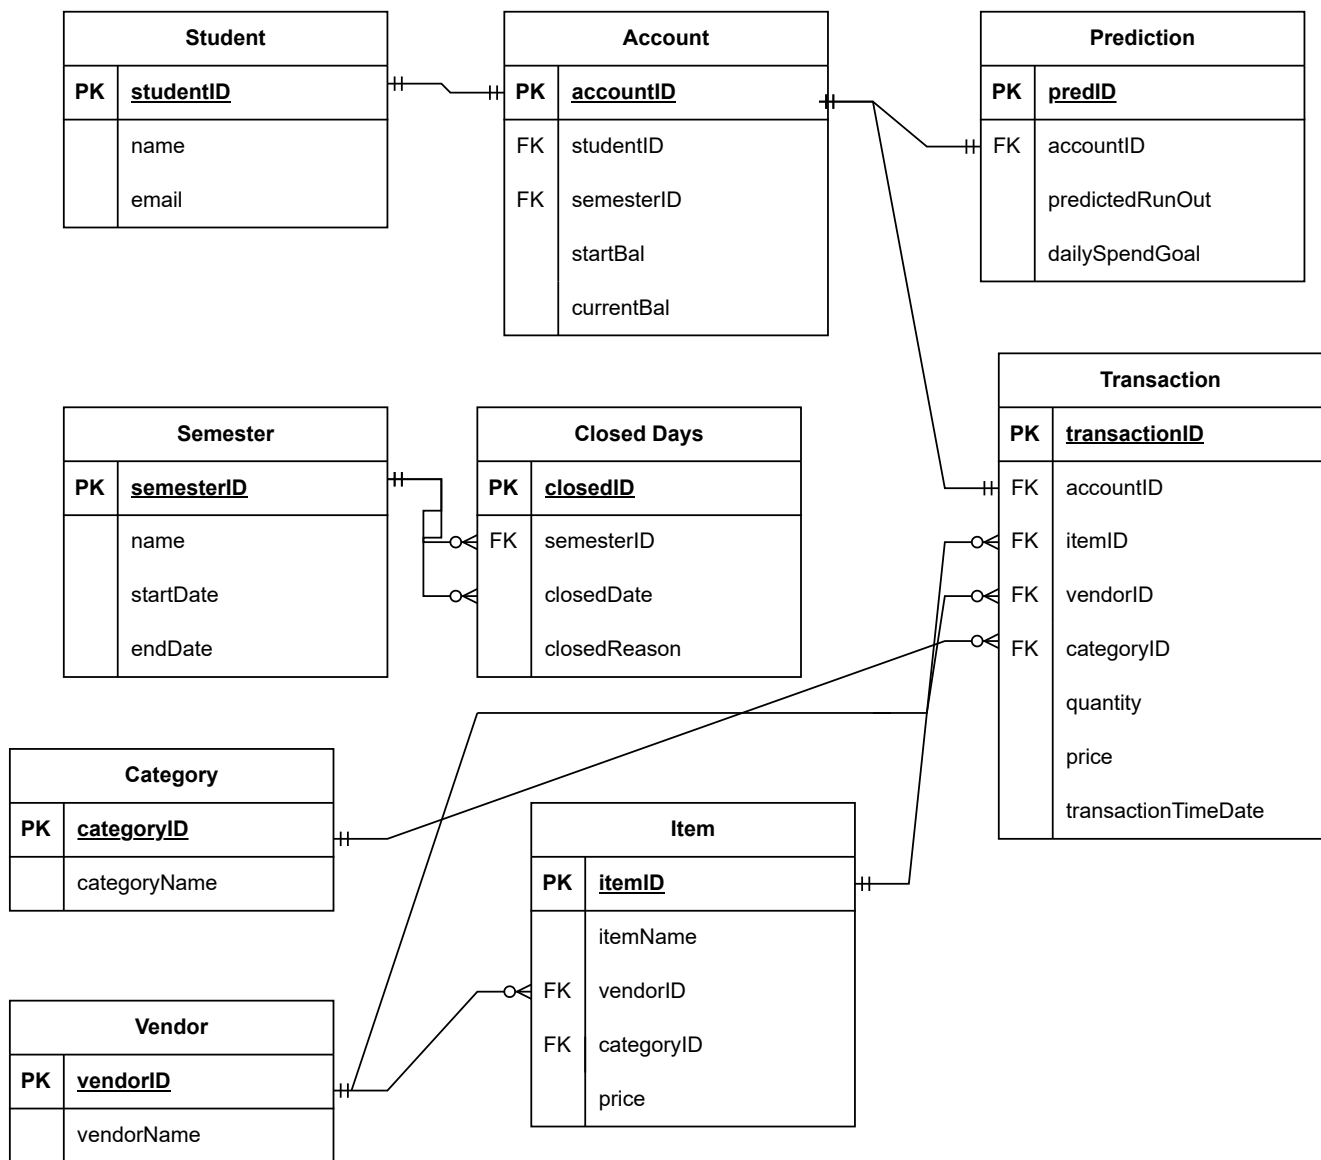 Student
PK studentID
name
email
Account
PK accountID
FK studentID
FK semesterID
startBal
currentBal
Prediction
PK predID
FK accountID
predictedRunOut
dailySpendGoal
Transaction
PK transactionID
FK accountID
FK itemID
FK vendorID
FK categoryID
quantity
price
transactionTimeDate
Semester
PK semesterID
name
startDate
endDate
Closed Days
PK closedID
FK semesterID
closedDate
closedReason
Category
PK categoryID
categoryName
Item
PK itemID
itemName
FK vendorID
FK categoryID
price
Vendor
PK vendorID
vendorName